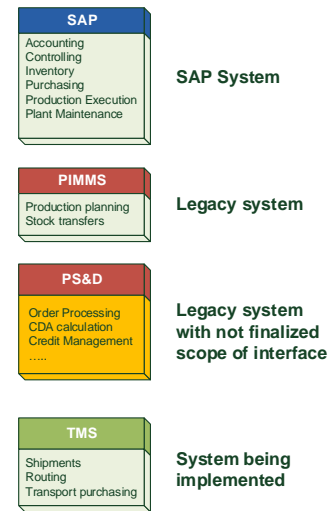 SAP
Accounting
Controlling
Inventory
Purchasing
Production Execution
Plant Maintenance
SAP System
PIMMS
Production planning
Stock transfers
Legacy system
PS&D
Order Processing
CDA calculation
Credit Management
.....
Legacy system
with not finalized
scope of interface
TMS
Shipments
Routing
Transport purchasing
System being
implemented